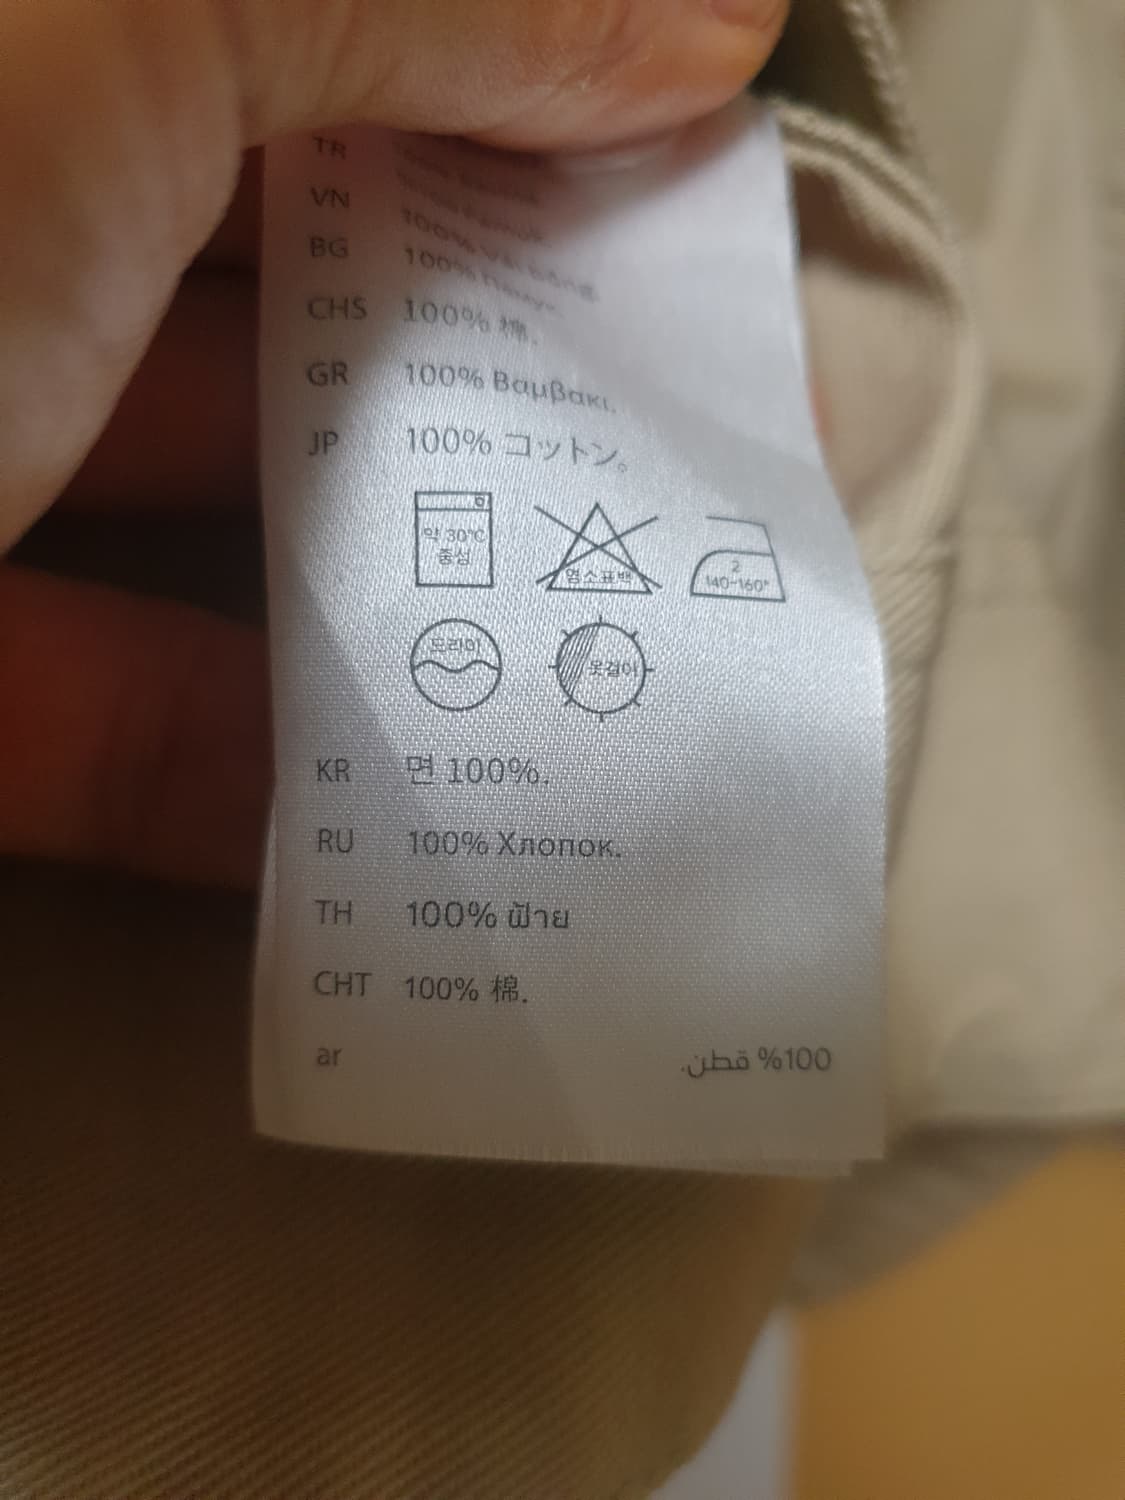 TR
VN 100%
BG 100%
CHS 100% 棉.
GR 100% Βαμβακι.
JP 100% コットン。
약 30℃
중성
염소표백
2
140~160°
드라이
옷걸이
KR 면 100%.
RU 100% Хлопок.
TH 100% ฝ้าย
CHT 100% 棉.
ar 100% قطن.